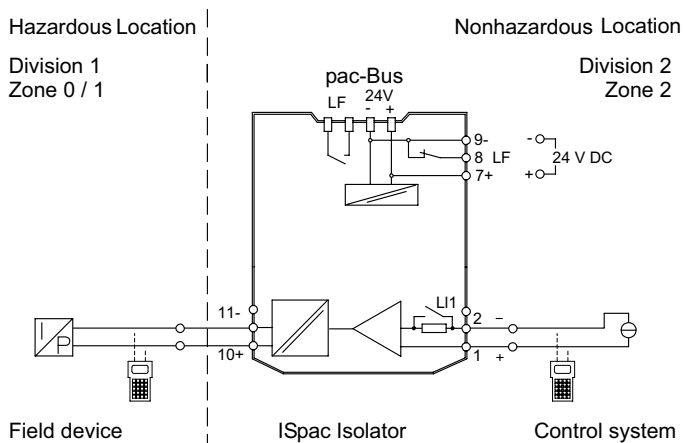 Hazardous Location
Nonhazardous Location
Division 1
Zone 0 / 1
Division 2
Zone 2
pac-Bus
LF
24V
- +
9-
8 LF
7+
-
24 V DC
+
11-
10+
LI1
2 –
1 +
I
P
Field device
ISpac Isolator
Control system